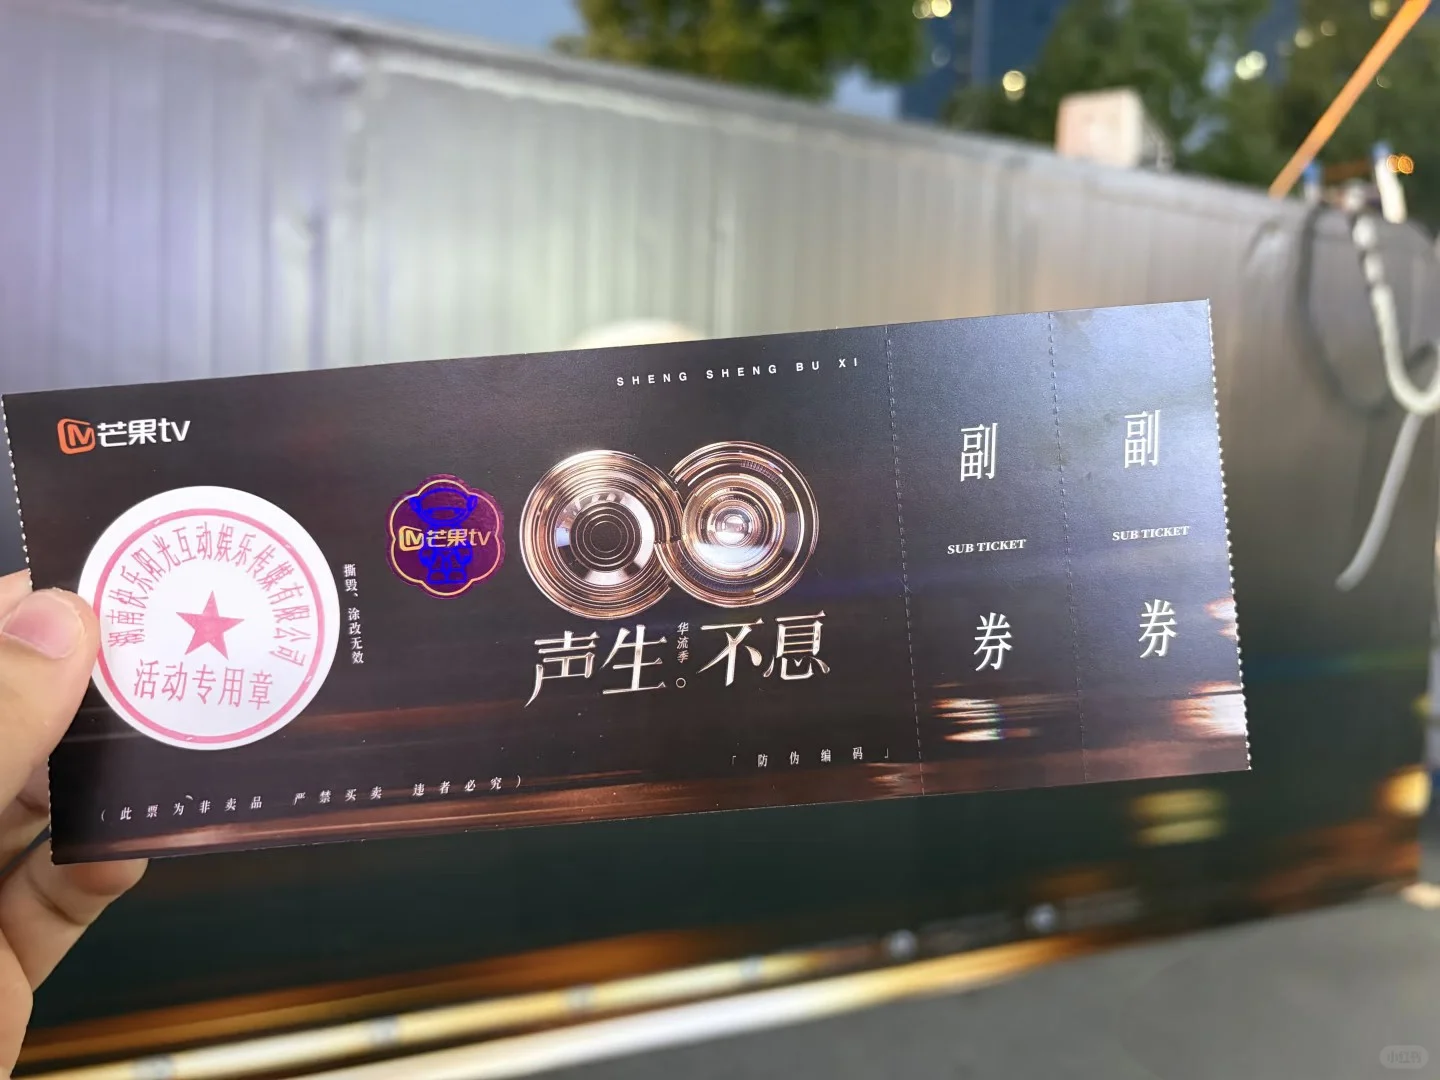 SHENG SHENG BU XI
芒果tv
湖南快乐阳光互动娱乐传媒有限公司
活动专用章
撕毁、涂改无效
芒果tv
声生不息
华流季
副
SUB TICKET
券
副
SUB TICKET
券
「防伪编码」
(此票为非卖品 严禁买卖 违者必究)
小红书